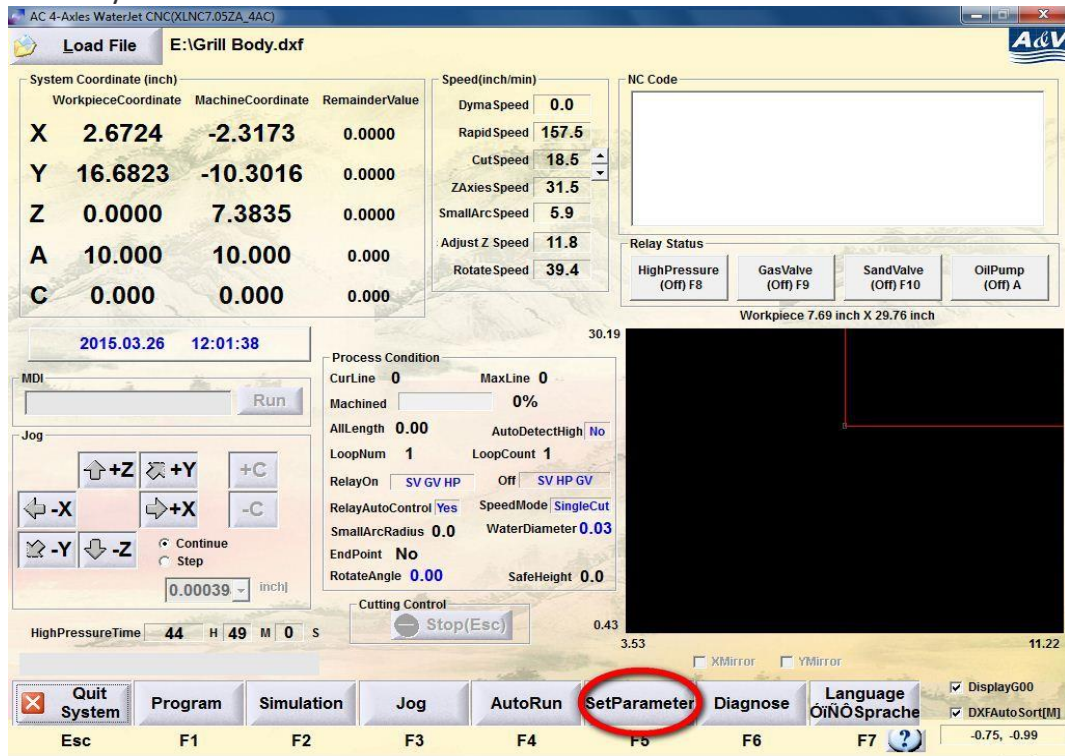 AC 4-Axles WaterJet CNC(XLNC7.05ZA_4AC)
Load File E:\Grill Body.dxf
A&V
System Coordinate (inch)
WorkpieceCoordinate MachineCoordinate RemainderValue
X 2.6724 -2.3173 0.0000
Y 16.6823 -10.3016 0.0000
Z 0.0000 7.3835 0.0000
A 10.000 10.000 0.000
C 0.000 0.000 0.000
Speed(inch/min)
DymaSpeed 0.0
RapidSpeed 157.5
CutSpeed 18.5
ZAxiesSpeed 31.5
SmallArcSpeed 5.9
Adjust Z Speed 11.8
RotateSpeed 39.4
NC Code
Relay Status
HighPressure (Off) F8
GasValve (Off) F9
SandValve (Off) F10
OilPump (Off) A
Workpiece 7.69 inch X 29.76 inch
30.19
0.43
3.53 11.22
XMirror YMirror
2015.03.26 12:01:38
MDI
Run
Jog
+Z +Y +C
-X +X -C
-Y -Z
Continue
Step
0.00039 inch
HighPressureTime 44 H 49 M 0 S
Process Condition
CurLine 0 MaxLine 0
Machined 0%
AllLength 0.00 AutoDetectHigh No
LoopNum 1 LoopCount 1
RelayOn SV GV HP Off SV HP GV
RelayAutoControl Yes SpeedMode SingleCut
SmallArcRadius 0.0 WaterDiameter 0.03
EndPoint No
RotateAngle 0.00 SafeHeight 0.0
Cutting Control
Stop(Esc)
Quit System Program Simulation Jog AutoRun SetParameter Diagnose Language ÓïÑÔSprache
DisplayG00
DXFAutoSort[M]
Esc F1 F2 F3 F4 F5 F6 F7 ? -0.75, -0.99